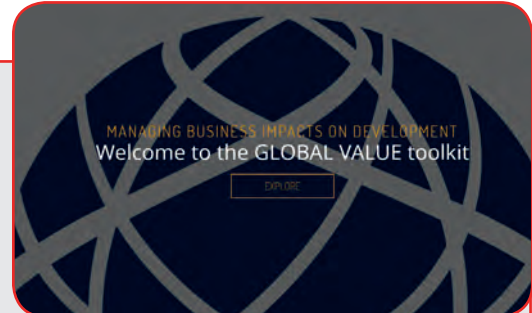 MANAGING BUSINESS IMPACTS ON DEVELOPMENT
Welcome to the GLOBAL VALUE toolkit
EXPLORE